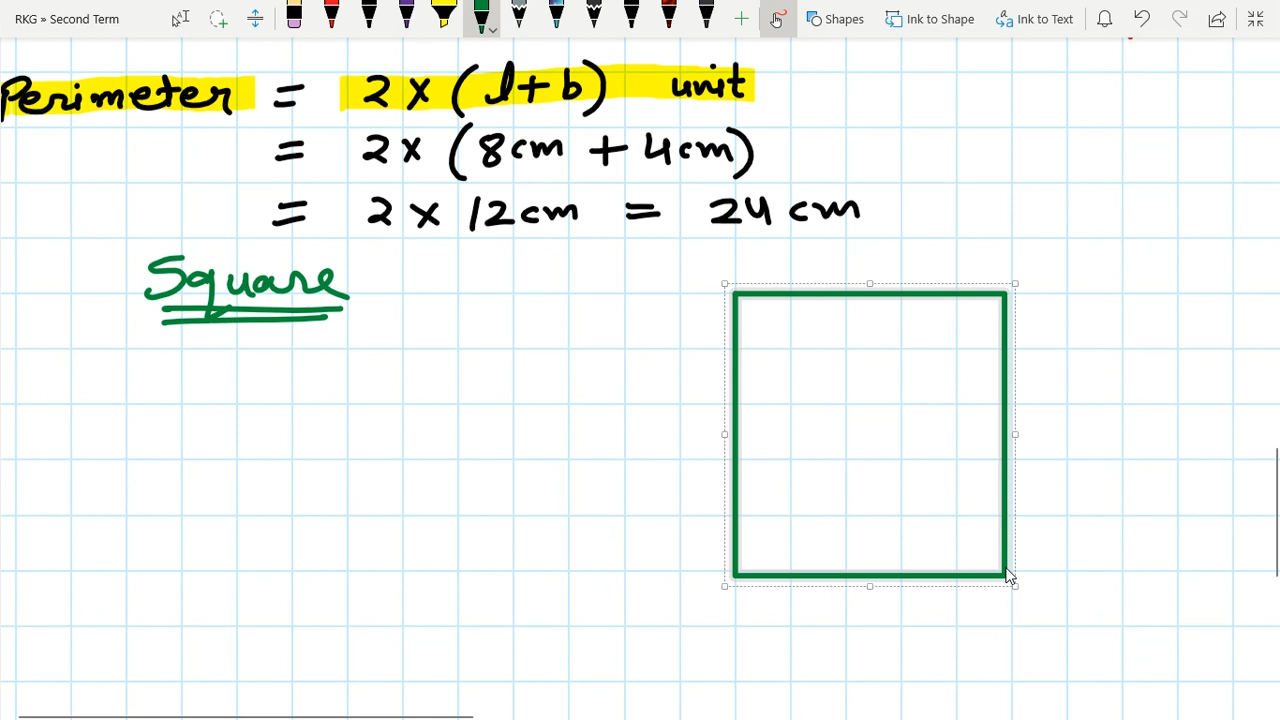 RKG » Second Term
Shapes
Ink to Shape
Ink to Text
Perimeter = 2 × (l + b) unit
= 2 × (8cm + 4cm)
= 2 × 12cm = 24 cm
Square